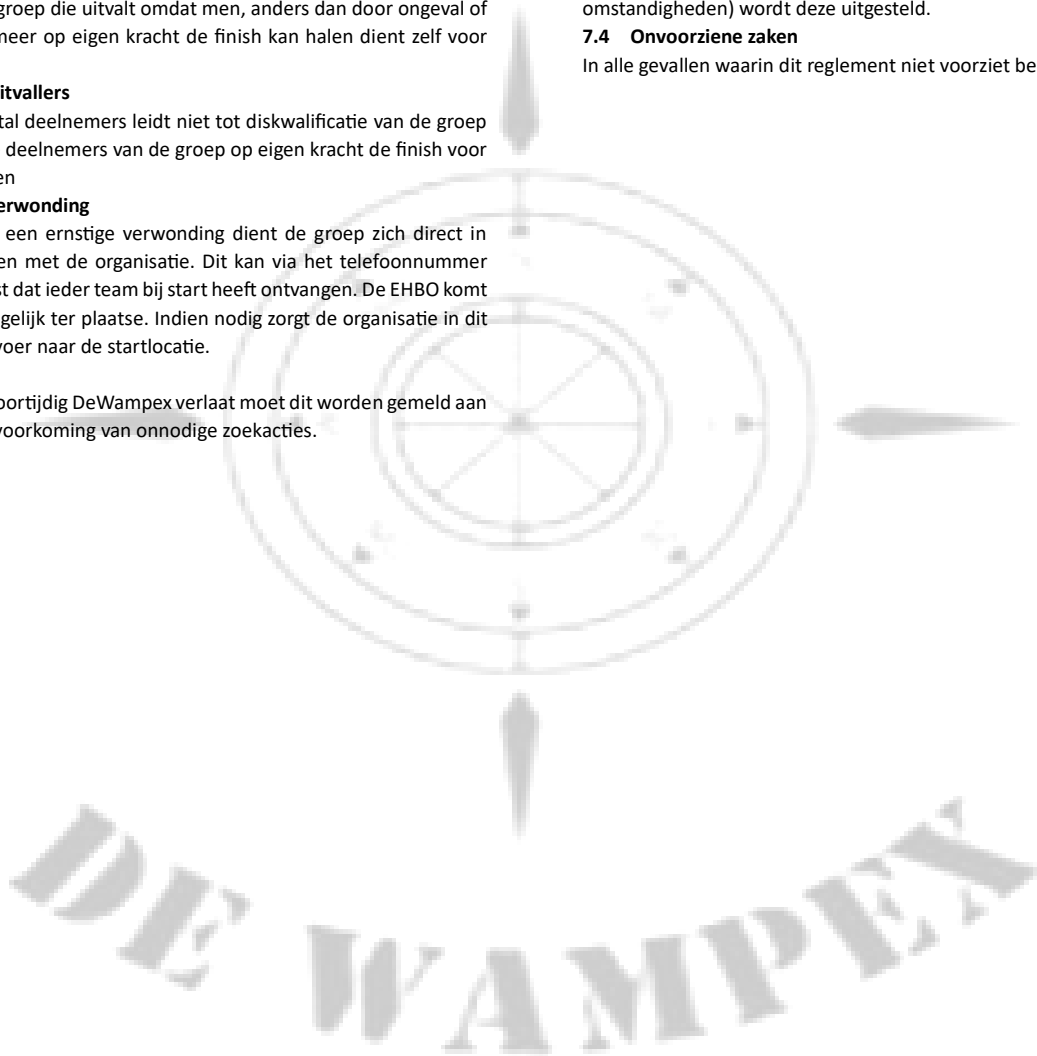 groep die uitvalt omdat men, anders dan door ongeval of
meer op eigen kracht de finish kan halen dient zelf voor
itvallers
tal deelnemers leidt niet tot diskwalificatie van de groep
deelnemers van de groep op eigen kracht de finish voor
en
erwonding
een ernstige verwonding dient de groep zich direct in
en met de organisatie. Dit kan via het telefoonnummer
st dat ieder team bij start heeft ontvangen. De EHBO komt
gelijk ter plaatse. Indien nodig zorgt de organisatie in dit
voer naar de startlocatie.
oortijdig DeWampex verlaat moet dit worden gemeld aan
voorkoming van onnodige zoekacties.
omstandigheden) wordt deze uitgesteld.
7.4 Onvoorziene zaken
In alle gevallen waarin dit reglement niet voorziet be
DE WAMPEX